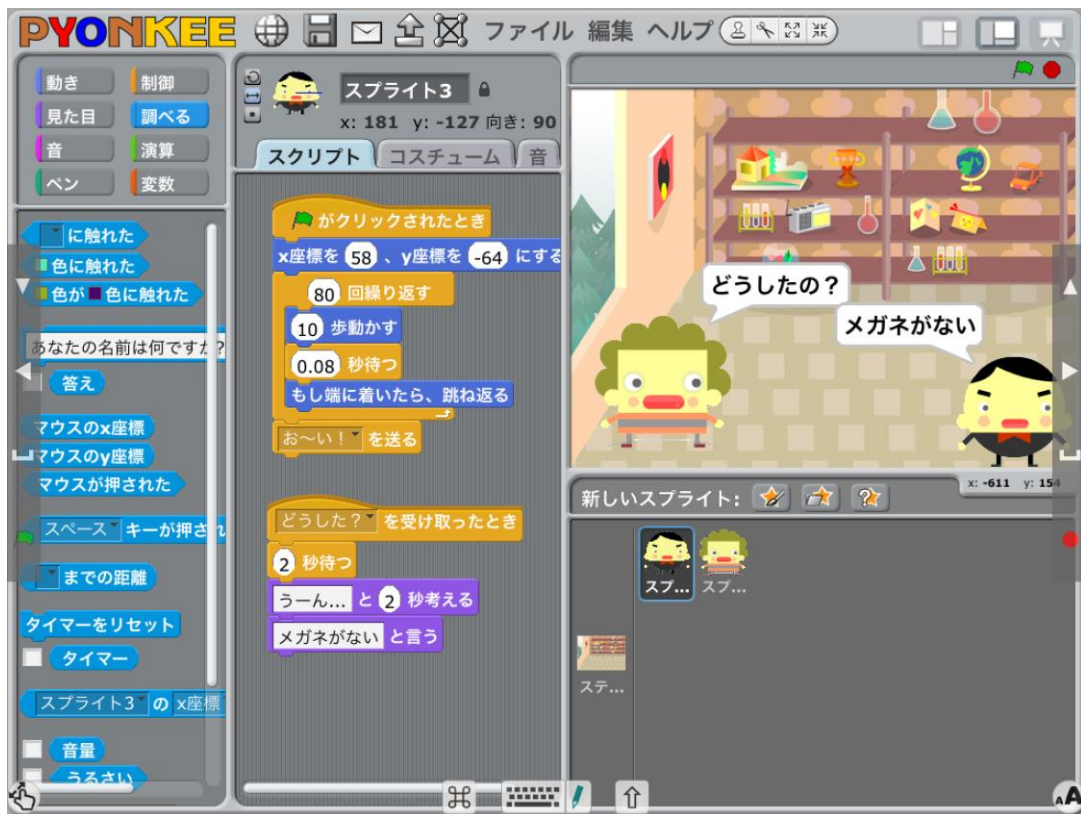 PYONKEE ファイル 編集 ヘルプ
動き 制御
見た目 調べる
音 演算
ペン 変数
に触れた
色に触れた
色が 色に触れた
あなたの名前は何ですか?
答え
マウスのx座標
マウスのy座標
マウスが押された
スペース キーが押され
までの距離
タイマーをリセット
タイマー
スプライト3 の x座標
音量
うるさい
スプライト3
x: 181 y: -127 向き: 90
スクリプト コスチューム 音
がクリックされたとき
x座標を 58 、y座標を -64 にする
80 回繰り返す
10 歩動かす
0.08 秒待つ
もし端に着いたら、跳ね返る
お〜い! を送る
どうした? を受け取ったとき
2 秒待つ
うーん... と 2 秒考える
メガネがない と言う
どうしたの?
メガネがない
x: -611 y: 154
新しいスプライト:
スプ... スプ...
ステ...
⌘
AA